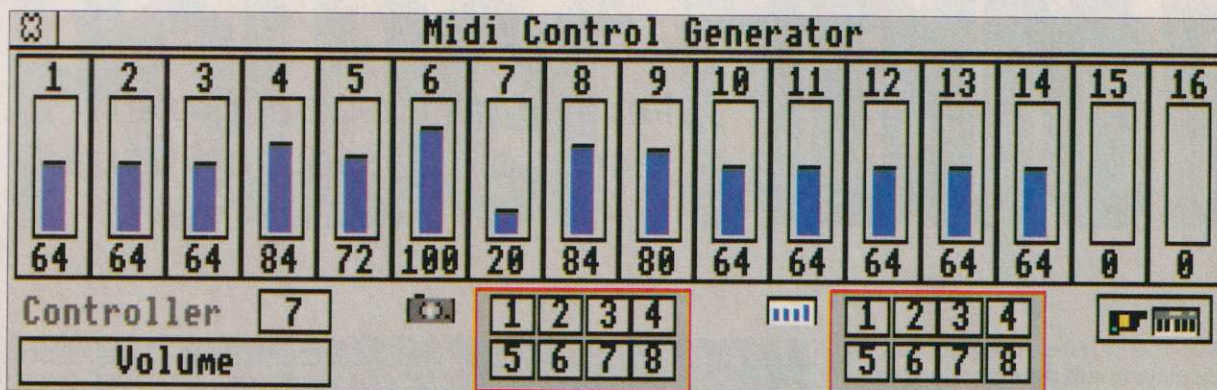 Midi Control Generator
1 2 3 4 5 6 7 8 9 10 11 12 13 14 15 16
64 64 64 84 72 100 20 84 80 64 64 64 64 64 0 0
Controller 7 1 2 3 4 1 2 3 4
Volume 5 6 7 8 5 6 7 8